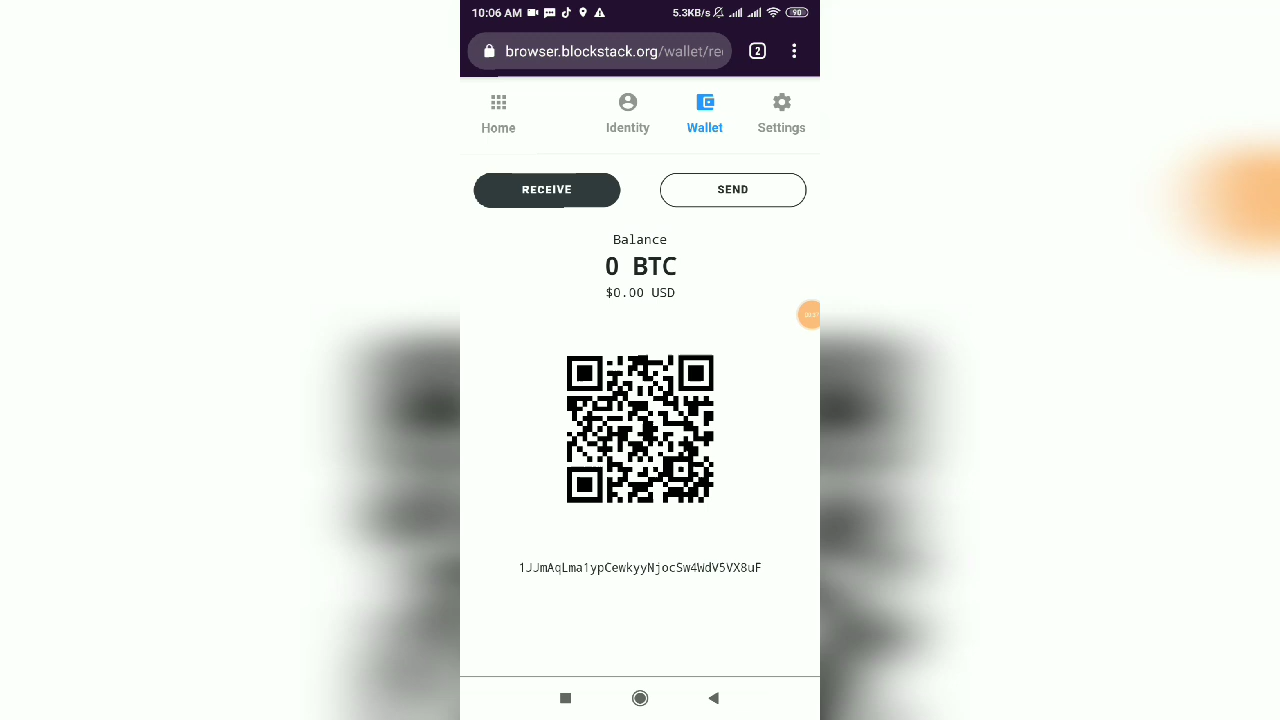 10:06 AM 5.3KB/s 90
browser.blockstack.org/wallet/re 2
Home Identity Wallet Settings
RECEIVE SEND
Balance
0 BTC
$0.00 USD
1JJmAqLma1ypCewkyyNjocSw4WdV5VX8uF